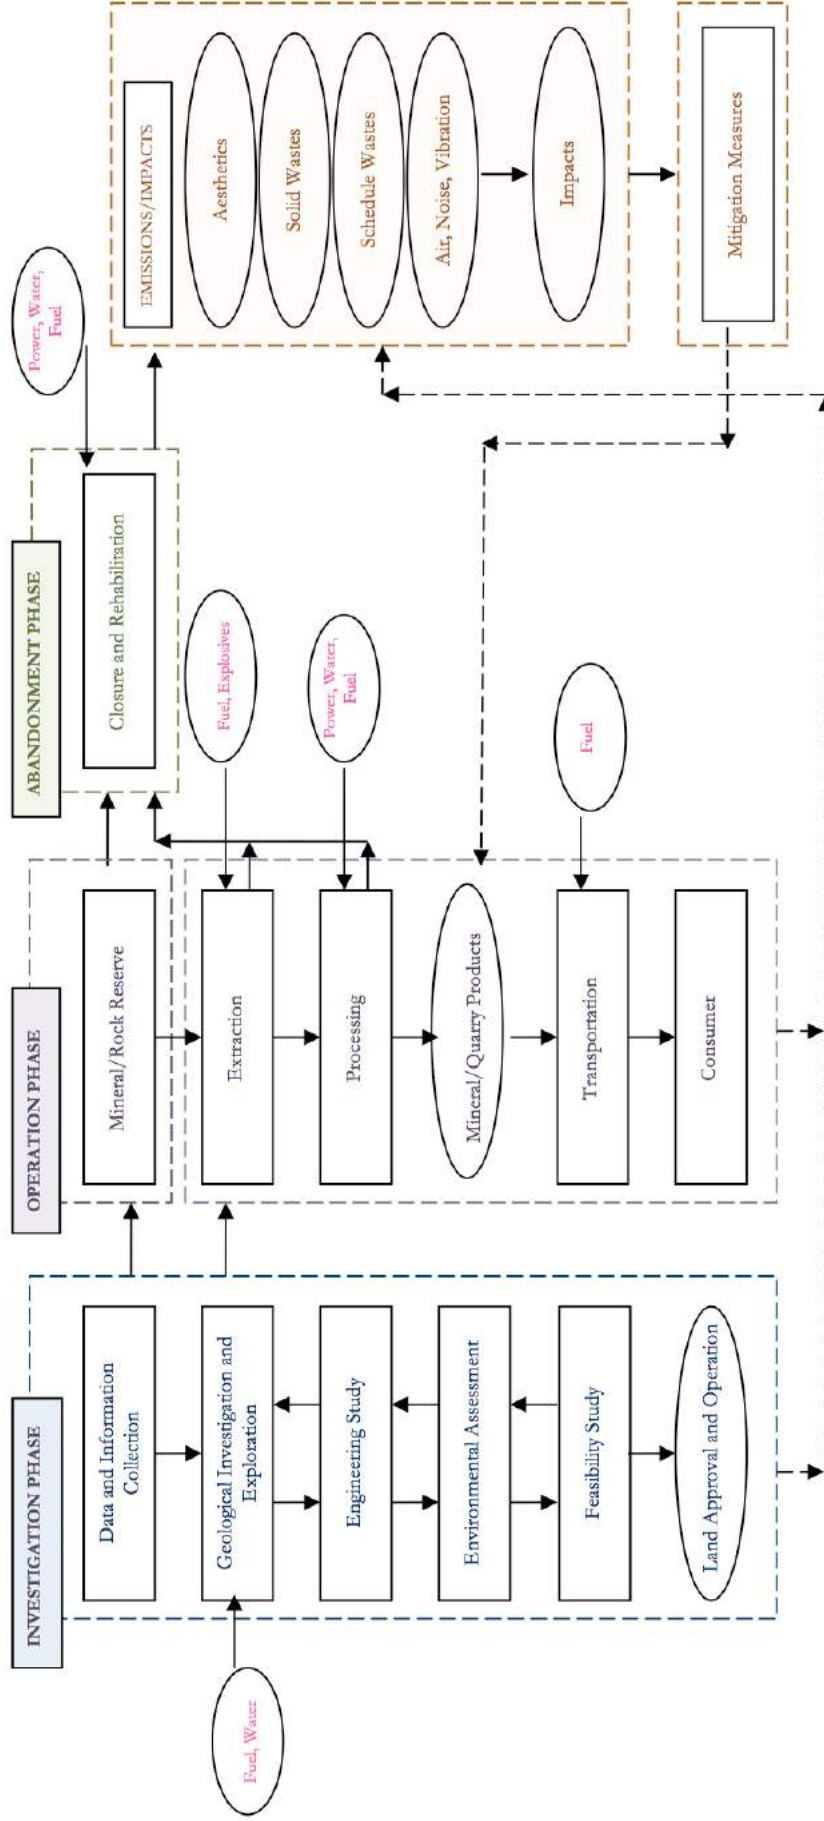 INVESTIGATION PHASE
Data and Information
Collection
Geological Investigation and
Exploration
Engineering Study
Environmental Assessment
Feasibility Study
Land Approval and Operation
Fuel, Water
OPERATION PHASE
Mineral/Rock Reserve
Extraction
Processing
Mineral/Quarry Products
Transportation
Consumer
Fuel, Explosives
Power, Water,
Fuel
Fuel
ABANDONMENT PHASE
Closure and Rehabilitation
Power, Water,
Fuel
EMISSIONS/IMPACTS
Aesthetics
Solid Wastes
Schedule Wastes
Air, Noise, Vibration
Impacts
Mitigation Measures